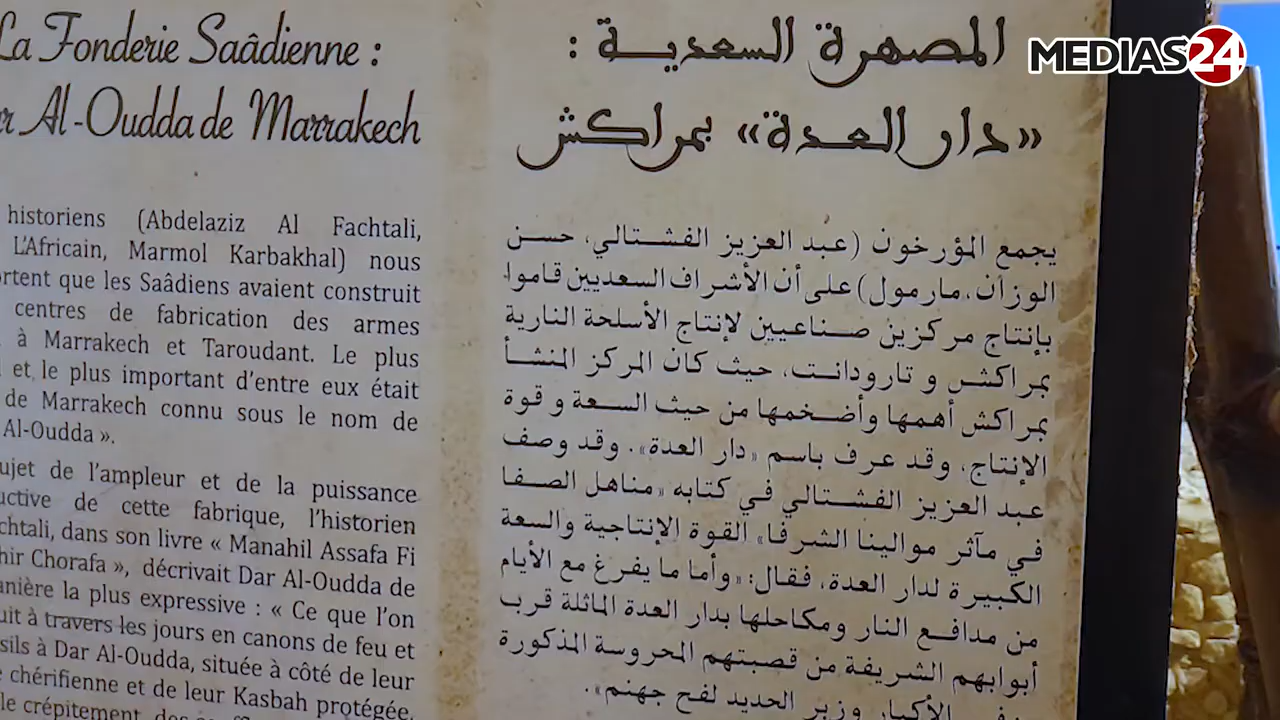 MEDIAS24
La Fonderie Saâdienne :
Al-Oudda de Marrakech
historiens (Abdelaziz Al Fachtali,
L'Africain, Marmol Karbakhal) nous
que les Saâdiens avaient construit
centres de fabrication des armes
à Marrakech et Taroudant. Le plus
et le plus important d'entre eux était
de Marrakech connu sous le nom de
Al-Oudda ».
de l'ampleur et de la puissance
de cette fabrique, l'historien
dans son livre « Manahil Assafa Fi
Chorafa », décrivait Dar Al-Oudda de
la plus expressive : « Ce que l'on
à travers les jours en canons de feu et
à Dar Al-Oudda, située à côté de leur
chérifienne et de leur Kasbah protégée,
le crépitement des
المصهرة السعدية :
«دار العدة» بمراكش
يجمع المؤرخون (عبد العزيز الفشتالي، حسن
الوزان، مارمول) على أن الأشراف السعديين قاموا
بإنتاج مركزين صناعيين لإنتاج الأسلحة النارية
بمراكش و تارودانت، حيث كان المركز المنشأ
بمراكش أهمها وأضخمها من حيث السعة و قوة
الإنتاج، وقد عرف باسم «دار العدة». وقد وصف
عبد العزيز الفشتالي في كتابه «مناهل الصفا
في مآثر موالينا الشرفا» القوة الإنتاجية والسعة
الكبيرة لدار العدة، فقال: «وأما ما يفرغ مع الأيام
من مدافع النار ومكاحلها بدار العدة الماثلة قرب
أبوابهم الشريفة من قصبتهم المحروسة المذكورة
الأكيار وزير الحديد لفح جهنم».